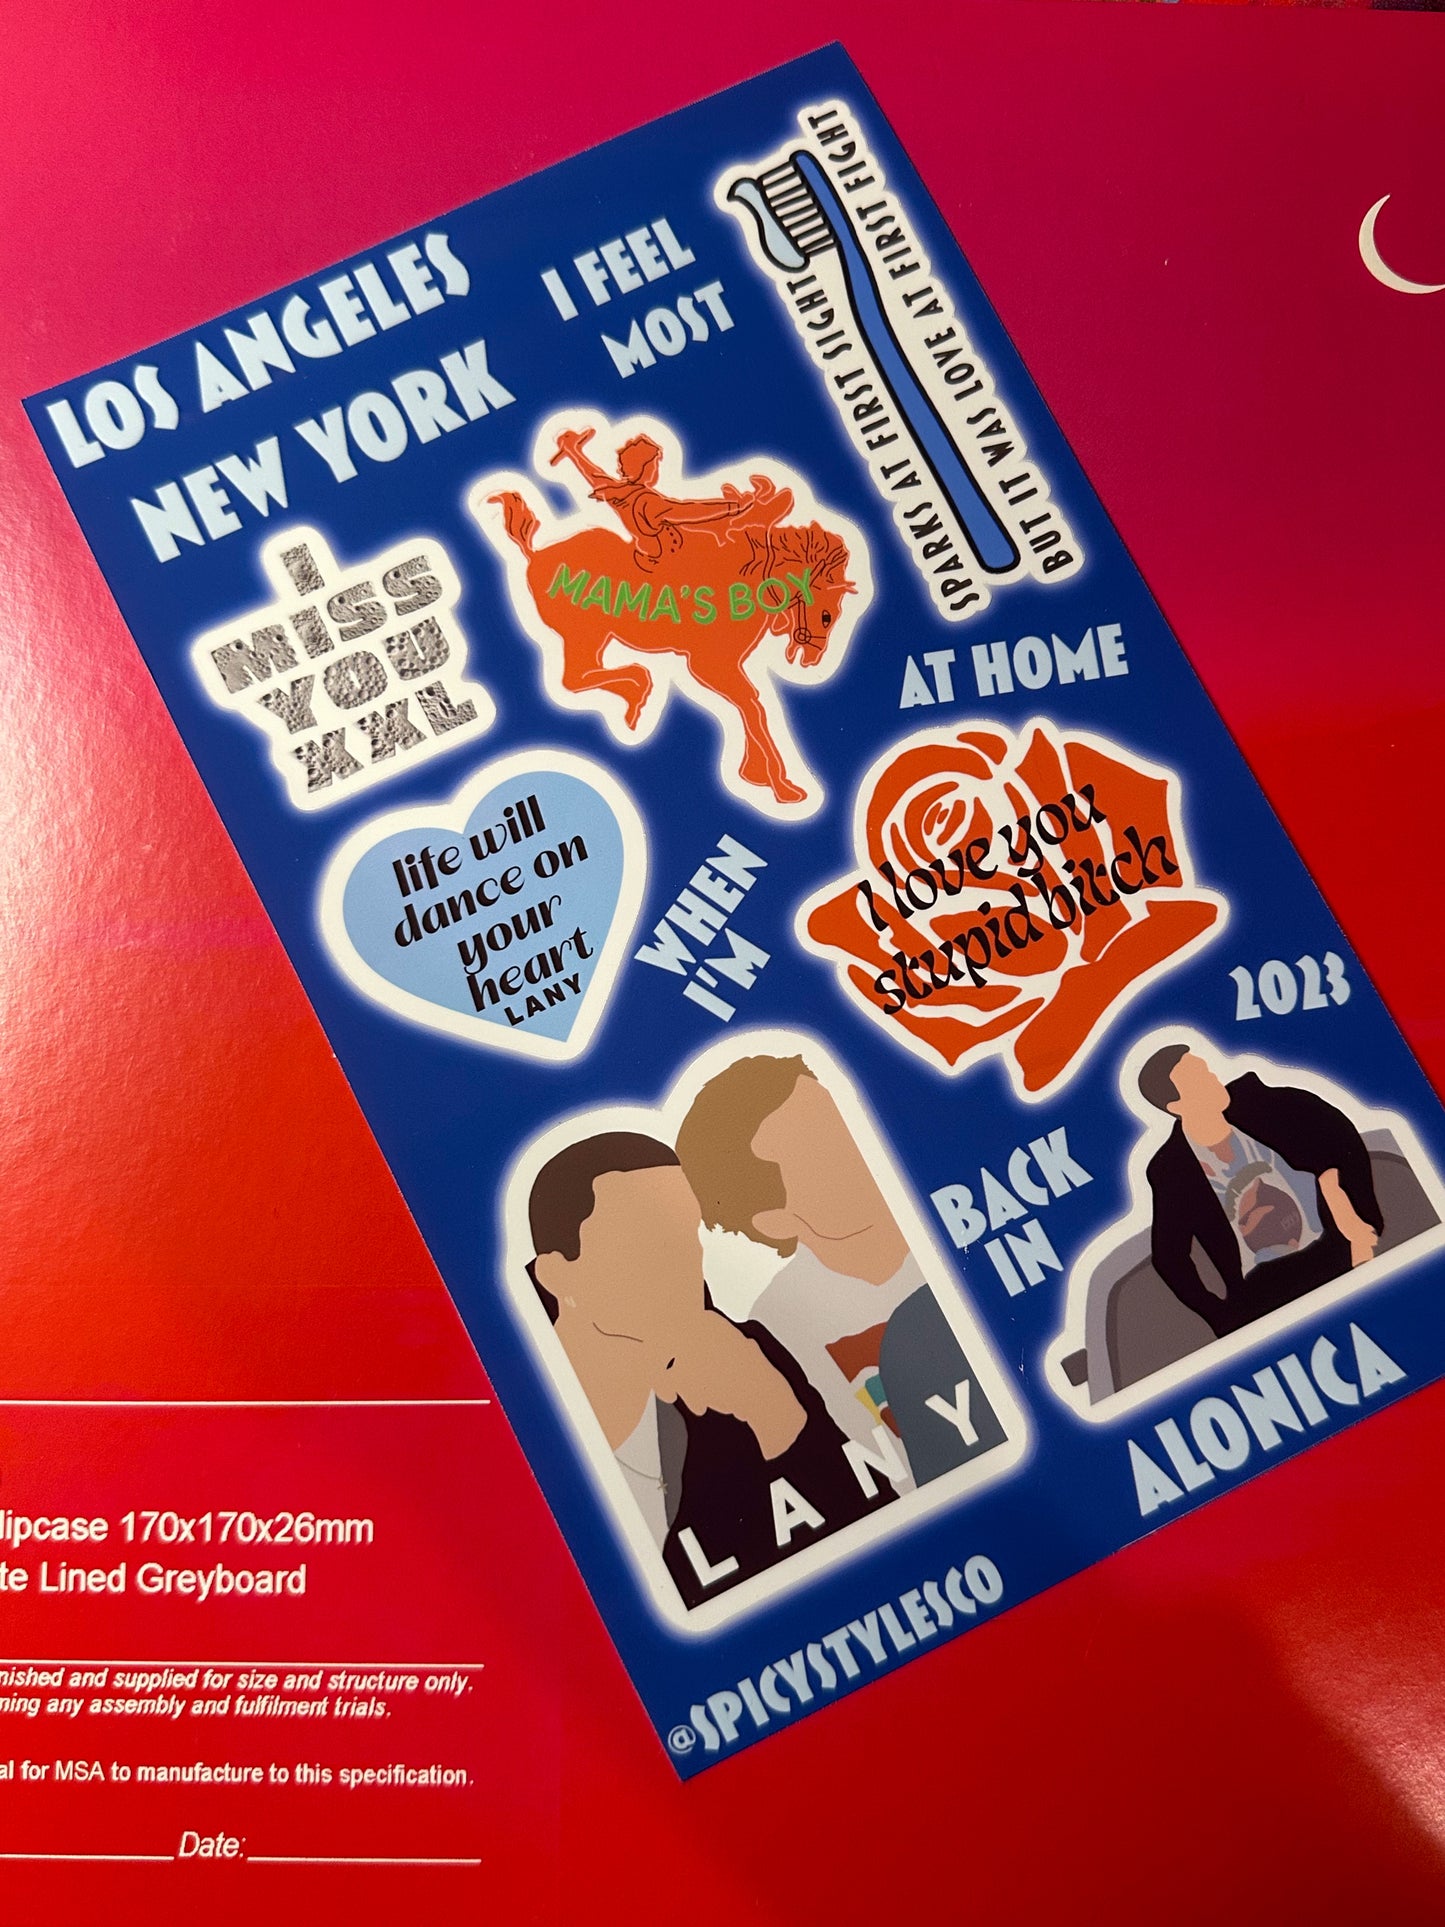 LOS ANGELES
NEW YORK
I FEEL
MOST
SPARKS AT FIRST SIGHT
BUT IT WAS LOVE AT FIRST FIGHT
I
MISS
YOU
XXL
MAMA'S BOY
AT HOME
life will
dance on
your
heart
LANY
WHEN
I'M
I love you
stupid bitch
2023
BACK
IN
LANY
ALONICA
@SPICYSTYLESCO
lipcase 170x170x26mm
te Lined Greyboard
nished and supplied for size and structure only.
ning any assembly and fulfilment trials.
al for MSA to manufacture to this specification.
Date: